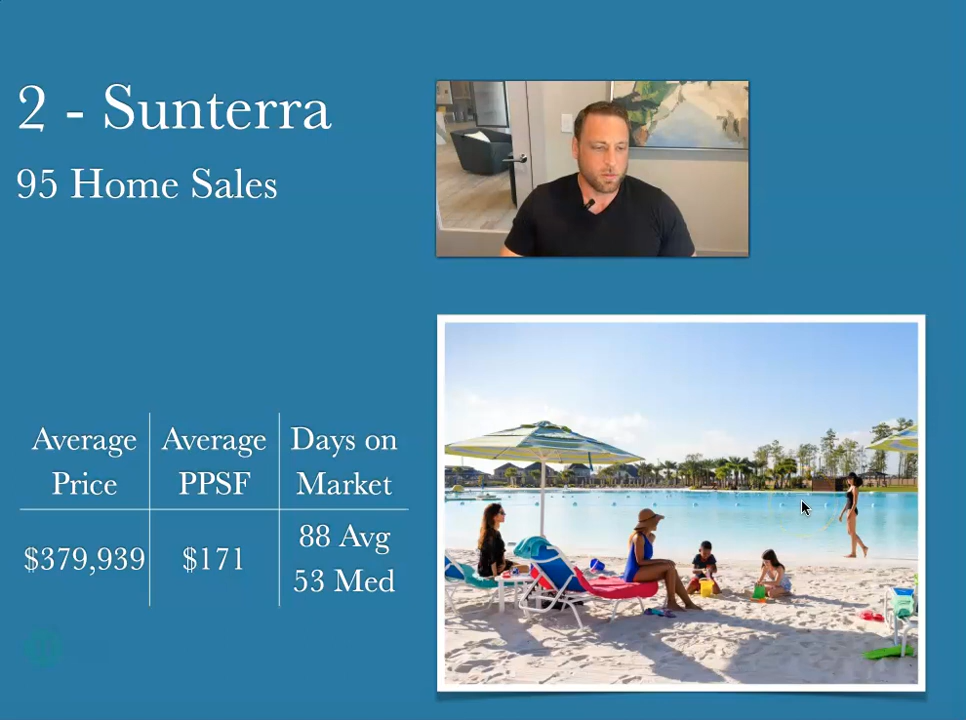 2 - Sunterra
95 Home Sales
Average Price
Average PPSF
Days on Market
$379,939
$171
88 Avg
53 Med